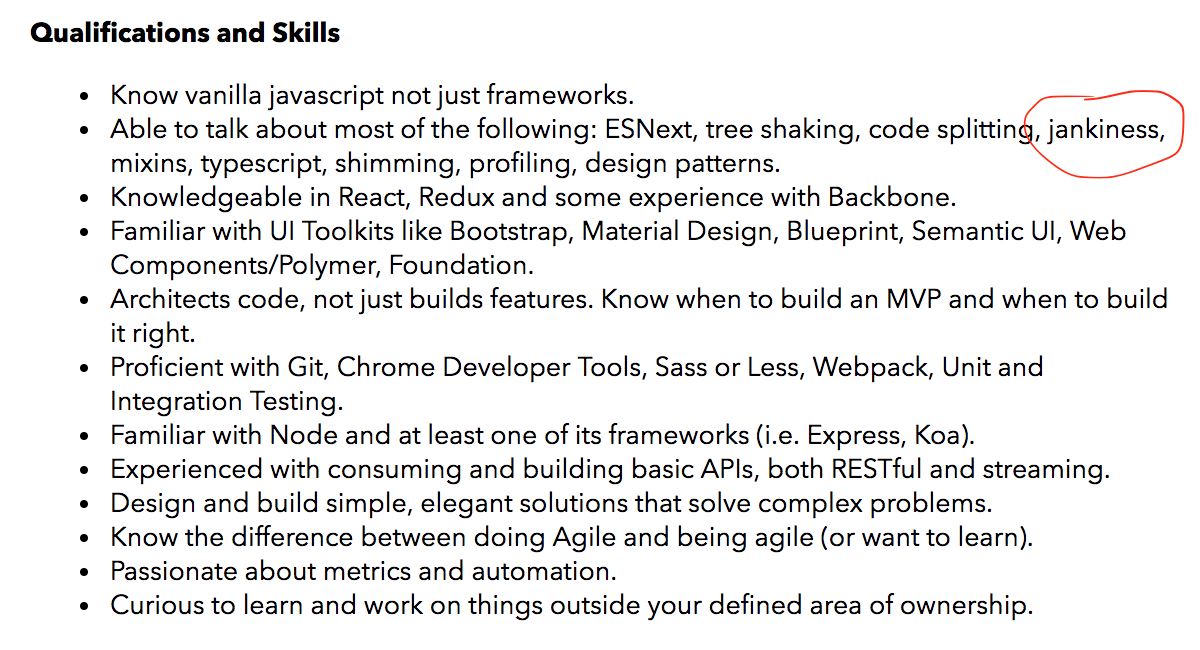 Qualifications and Skills
• Know vanilla javascript not just frameworks.
• Able to talk about most of the following: ESNext, tree shaking, code splitting, jankiness,
mixins, typescript, shimming, profiling, design patterns.
• Knowledgeable in React, Redux and some experience with Backbone.
• Familiar with UI Toolkits like Bootstrap, Material Design, Blueprint, Semantic UI, Web
Components/Polymer, Foundation.
• Architects code, not just builds features. Know when to build an MVP and when to build
it right.
• Proficient with Git, Chrome Developer Tools, Sass or Less, Webpack, Unit and
Integration Testing.
• Familiar with Node and at least one of its frameworks (i.e. Express, Koa).
• Experienced with consuming and building basic APIs, both RESTful and streaming.
• Design and build simple, elegant solutions that solve complex problems.
• Know the difference between doing Agile and being agile (or want to learn).
• Passionate about metrics and automation.
• Curious to learn and work on things outside your defined area of ownership.